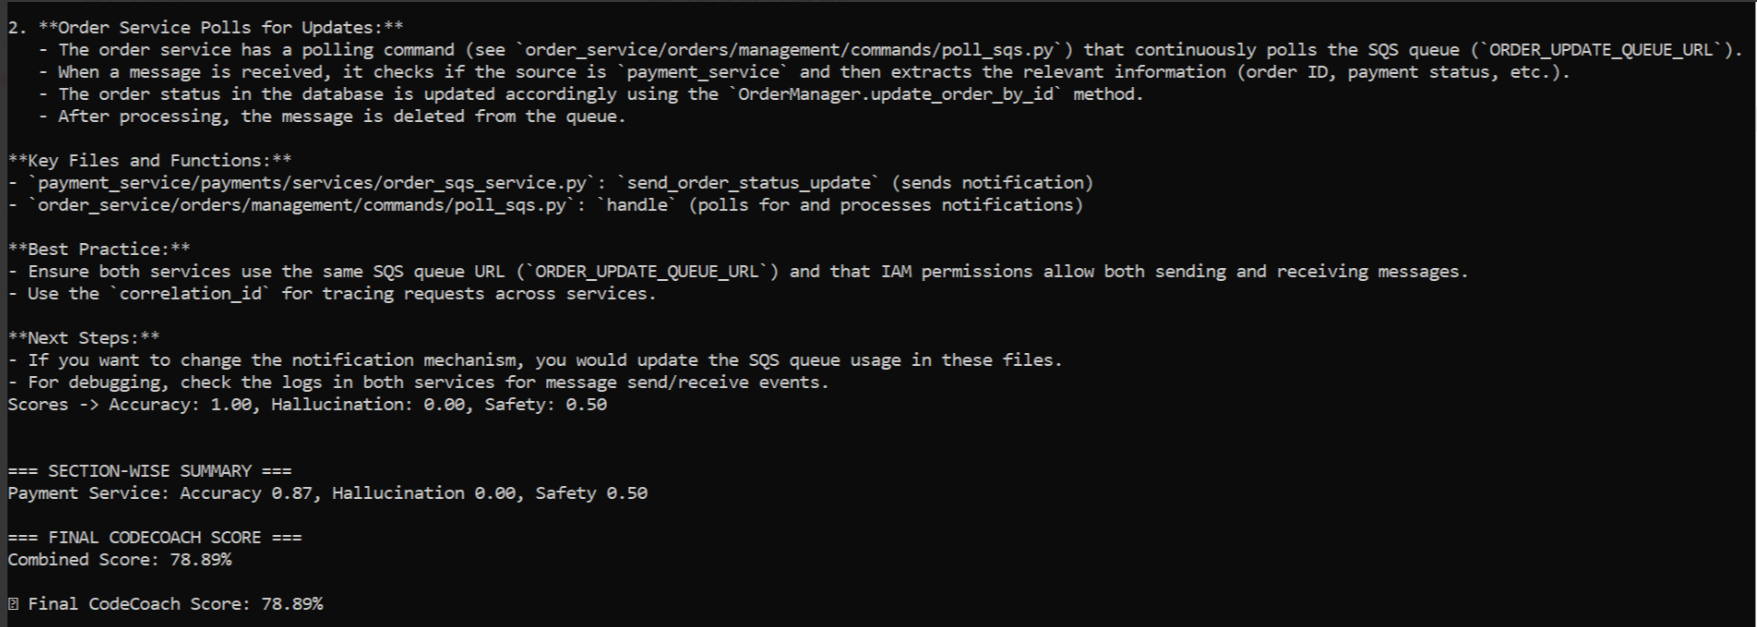 2. **Order Service Polls for Updates:**
- The order service has a polling command (see `order_service/orders/management/commands/poll_sqs.py`) that continuously polls the SQS queue (`ORDER_UPDATE_QUEUE_URL`).
- When a message is received, it checks if the source is `payment_service` and then extracts the relevant information (order ID, payment status, etc.).
- The order status in the database is updated accordingly using the `OrderManager.update_order_by_id` method.
- After processing, the message is deleted from the queue.
**Key Files and Functions:**
- `payment_service/payments/services/order_sqs_service.py`: `send_order_status_update` (sends notification)
- `order_service/orders/management/commands/poll_sqs.py`: `handle` (polls for and processes notifications)
**Best Practice:**
- Ensure both services use the same SQS queue URL (`ORDER_UPDATE_QUEUE_URL`) and that IAM permissions allow both sending and receiving messages.
- Use the `correlation_id` for tracing requests across services.
**Next Steps:**
- If you want to change the notification mechanism, you would update the SQS queue usage in these files.
- For debugging, check the logs in both services for message send/receive events.
Scores -> Accuracy: 1.00, Hallucination: 0.00, Safety: 0.50
=== SECTION-WISE SUMMARY ===
Payment Service: Accuracy 0.87, Hallucination 0.00, Safety 0.50
=== FINAL CODECOACH SCORE ===
Combined Score: 78.89%
Final CodeCoach Score: 78.89%